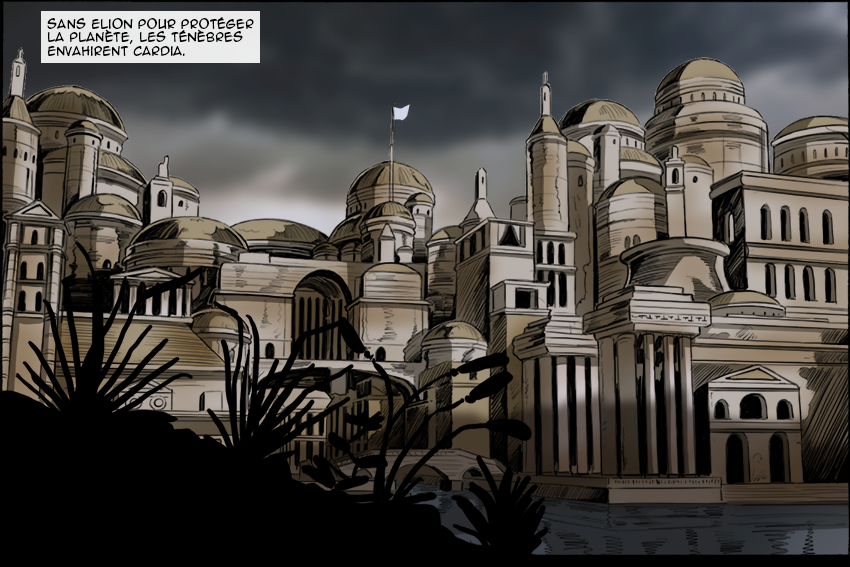 SANS ELION POUR PROTÉGER
LA PLANÈTE, LES TÉNÈBRES
ENVAHIRENT CARDIA.